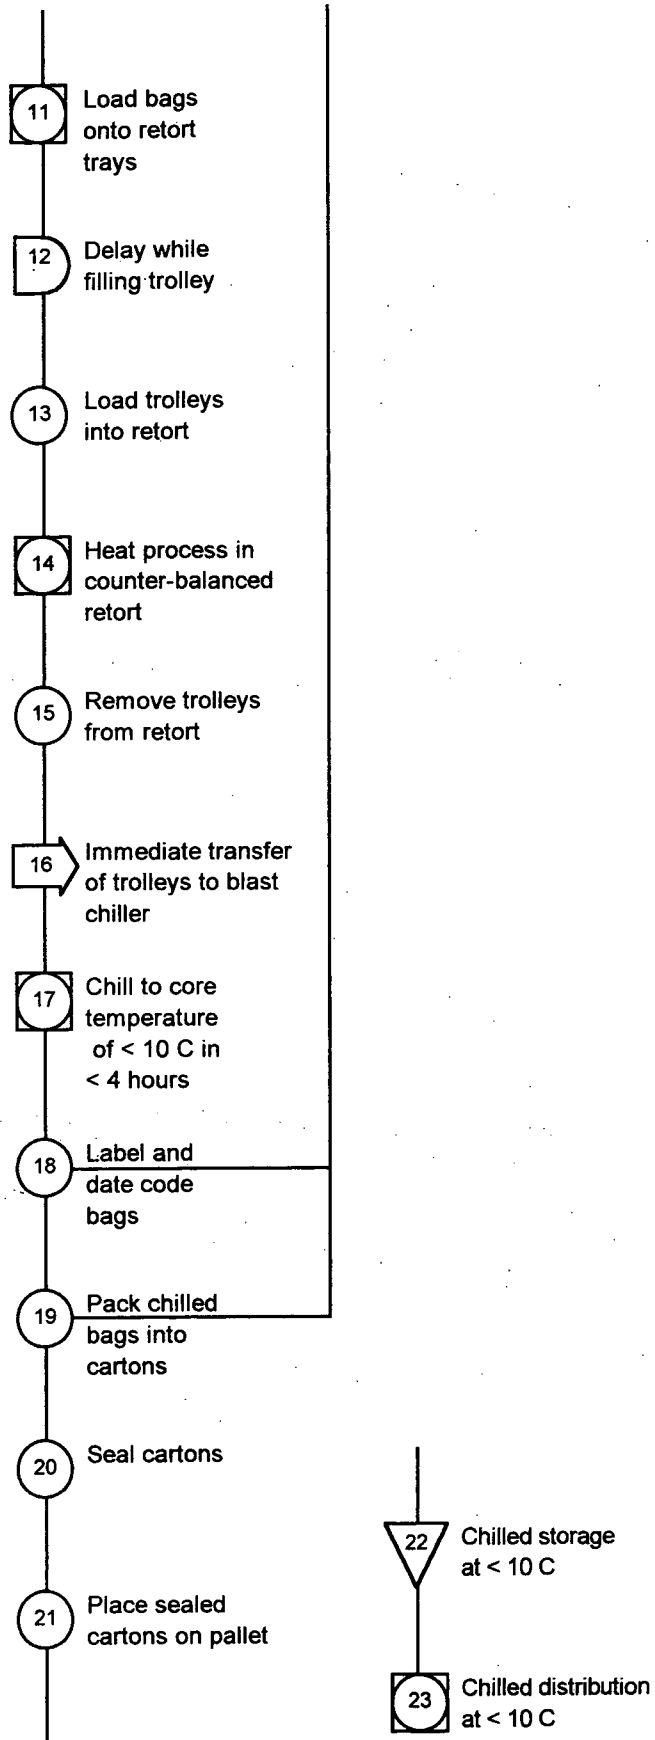 11
Load bags
onto retort
trays
12
Delay while
filling trolley
13
Load trolleys
into retort
14
Heat process in
counter-balanced
retort
15
Remove trolleys
from retort
16
Immediate transfer
of trolleys to blast
chiller
17
Chill to core
temperature
of < 10 C in
< 4 hours
18
Label and
date code
bags
19
Pack chilled
bags into
cartons
20
Seal cartons
21
Place sealed
cartons on pallet
22
Chilled storage
at < 10 C
23
Chilled distribution
at < 10 C